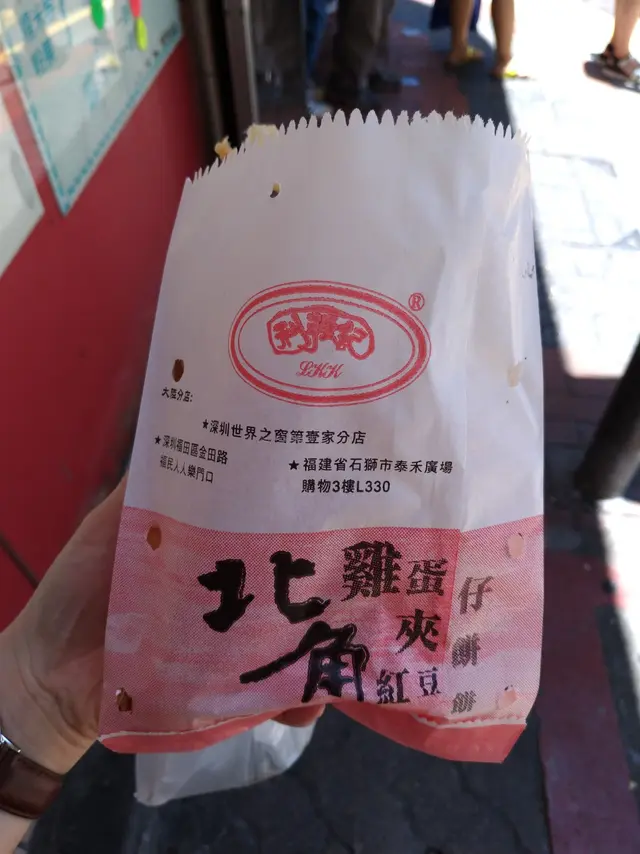 ®
利强記
LKK
大陸分店:
★深圳世界之窗第壹家分店
★深圳福田區金田路
福民人人樂門口
★福建省石獅市泰禾廣場
購物3樓L330
北角
雞蛋仔
夾餅
紅豆餅